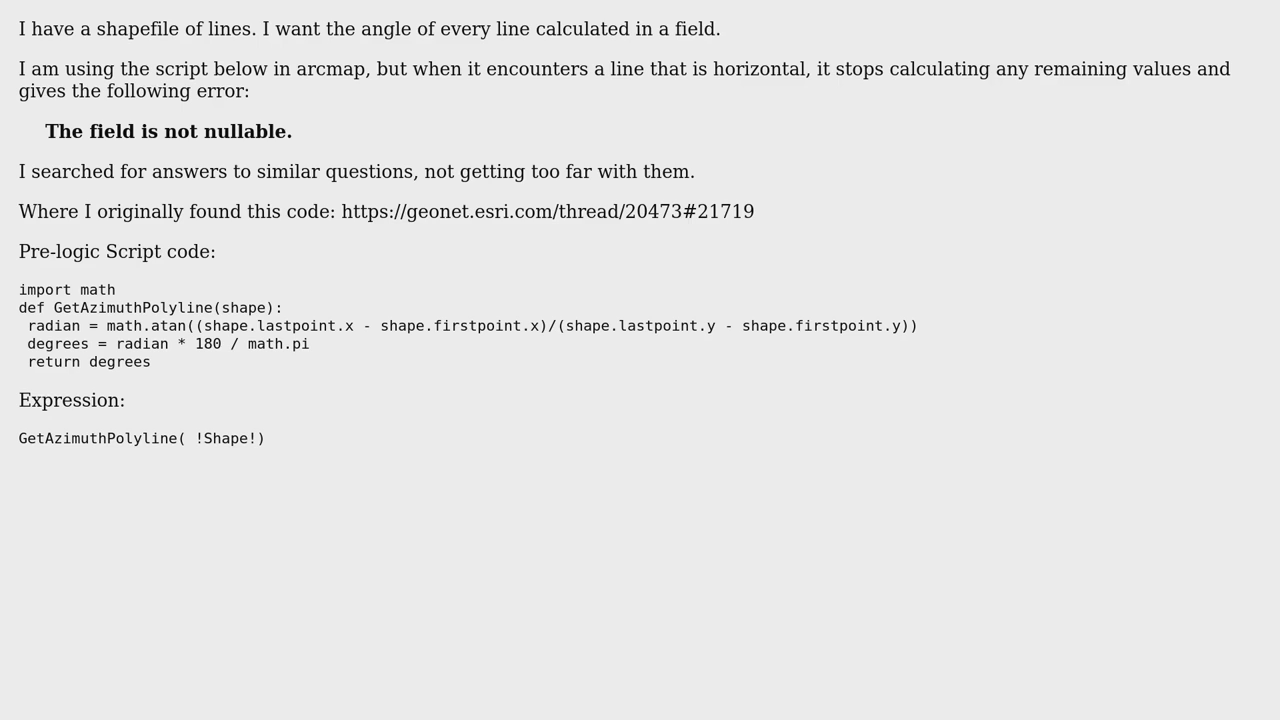 I have a shapefile of lines. I want the angle of every line calculated in a field.
I am using the script below in arcmap, but when it encounters a line that is horizontal, it stops calculating any remaining values and
gives the following error:
The field is not nullable.
I searched for answers to similar questions, not getting too far with them.
Where I originally found this code: https://geonet.esri.com/thread/20473#21719
Pre-logic Script code:
import math
def GetAzimuthPolyline(shape):
 radian = math.atan((shape.lastpoint.x - shape.firstpoint.x)/(shape.lastpoint.y - shape.firstpoint.y))
 degrees = radian * 180 / math.pi
 return degrees
Expression:
GetAzimuthPolyline( !Shape!)